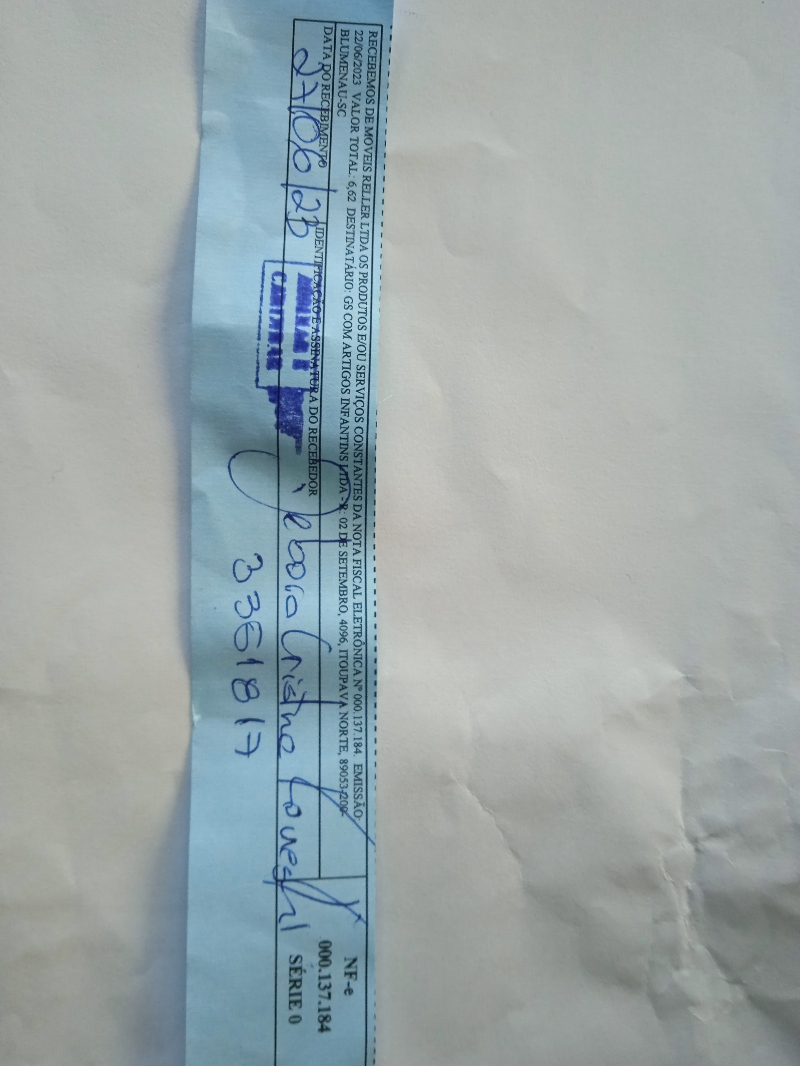 RECEBEMOS DE MOVEIS RELLER LTDA OS PRODUTOS E/OU SERVIÇOS CONSTANTES DA NOTA FISCAL ELETRÔNICA Nº 000.137.184 EMISSÃO:
22/06/2023 VALOR TOTAL: 6,62 DESTINATÁRIO: GS COM ARTIGOS INFANTINS LTDA - R: 02 DE SETEMBRO, 4096, ITOUPAVA NORTE, 89053-200
BLUMENAU-SC
DATA DO RECEBIMENTO
IDENTIFICAÇÃO E ASSINATURA DO RECEBEDOR
27/06/23
Debora Cristine
3361817
NF-e
000.137.184
SÉRIE 0